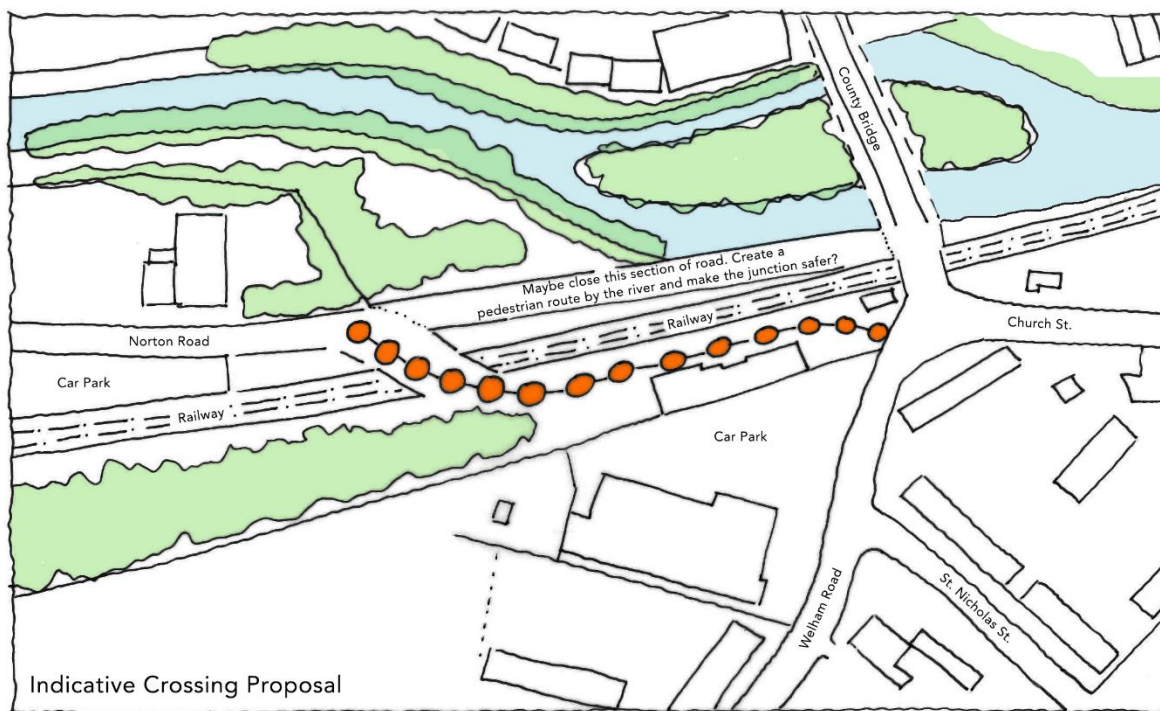 County Bridge
Maybe close this section of road. Create a
pedestrian route by the river and make the junction safer?
Railway
Church St.
Norton Road
Car Park
Railway
Car Park
Welham Road
St. Nicholas St.
Indicative Crossing Proposal